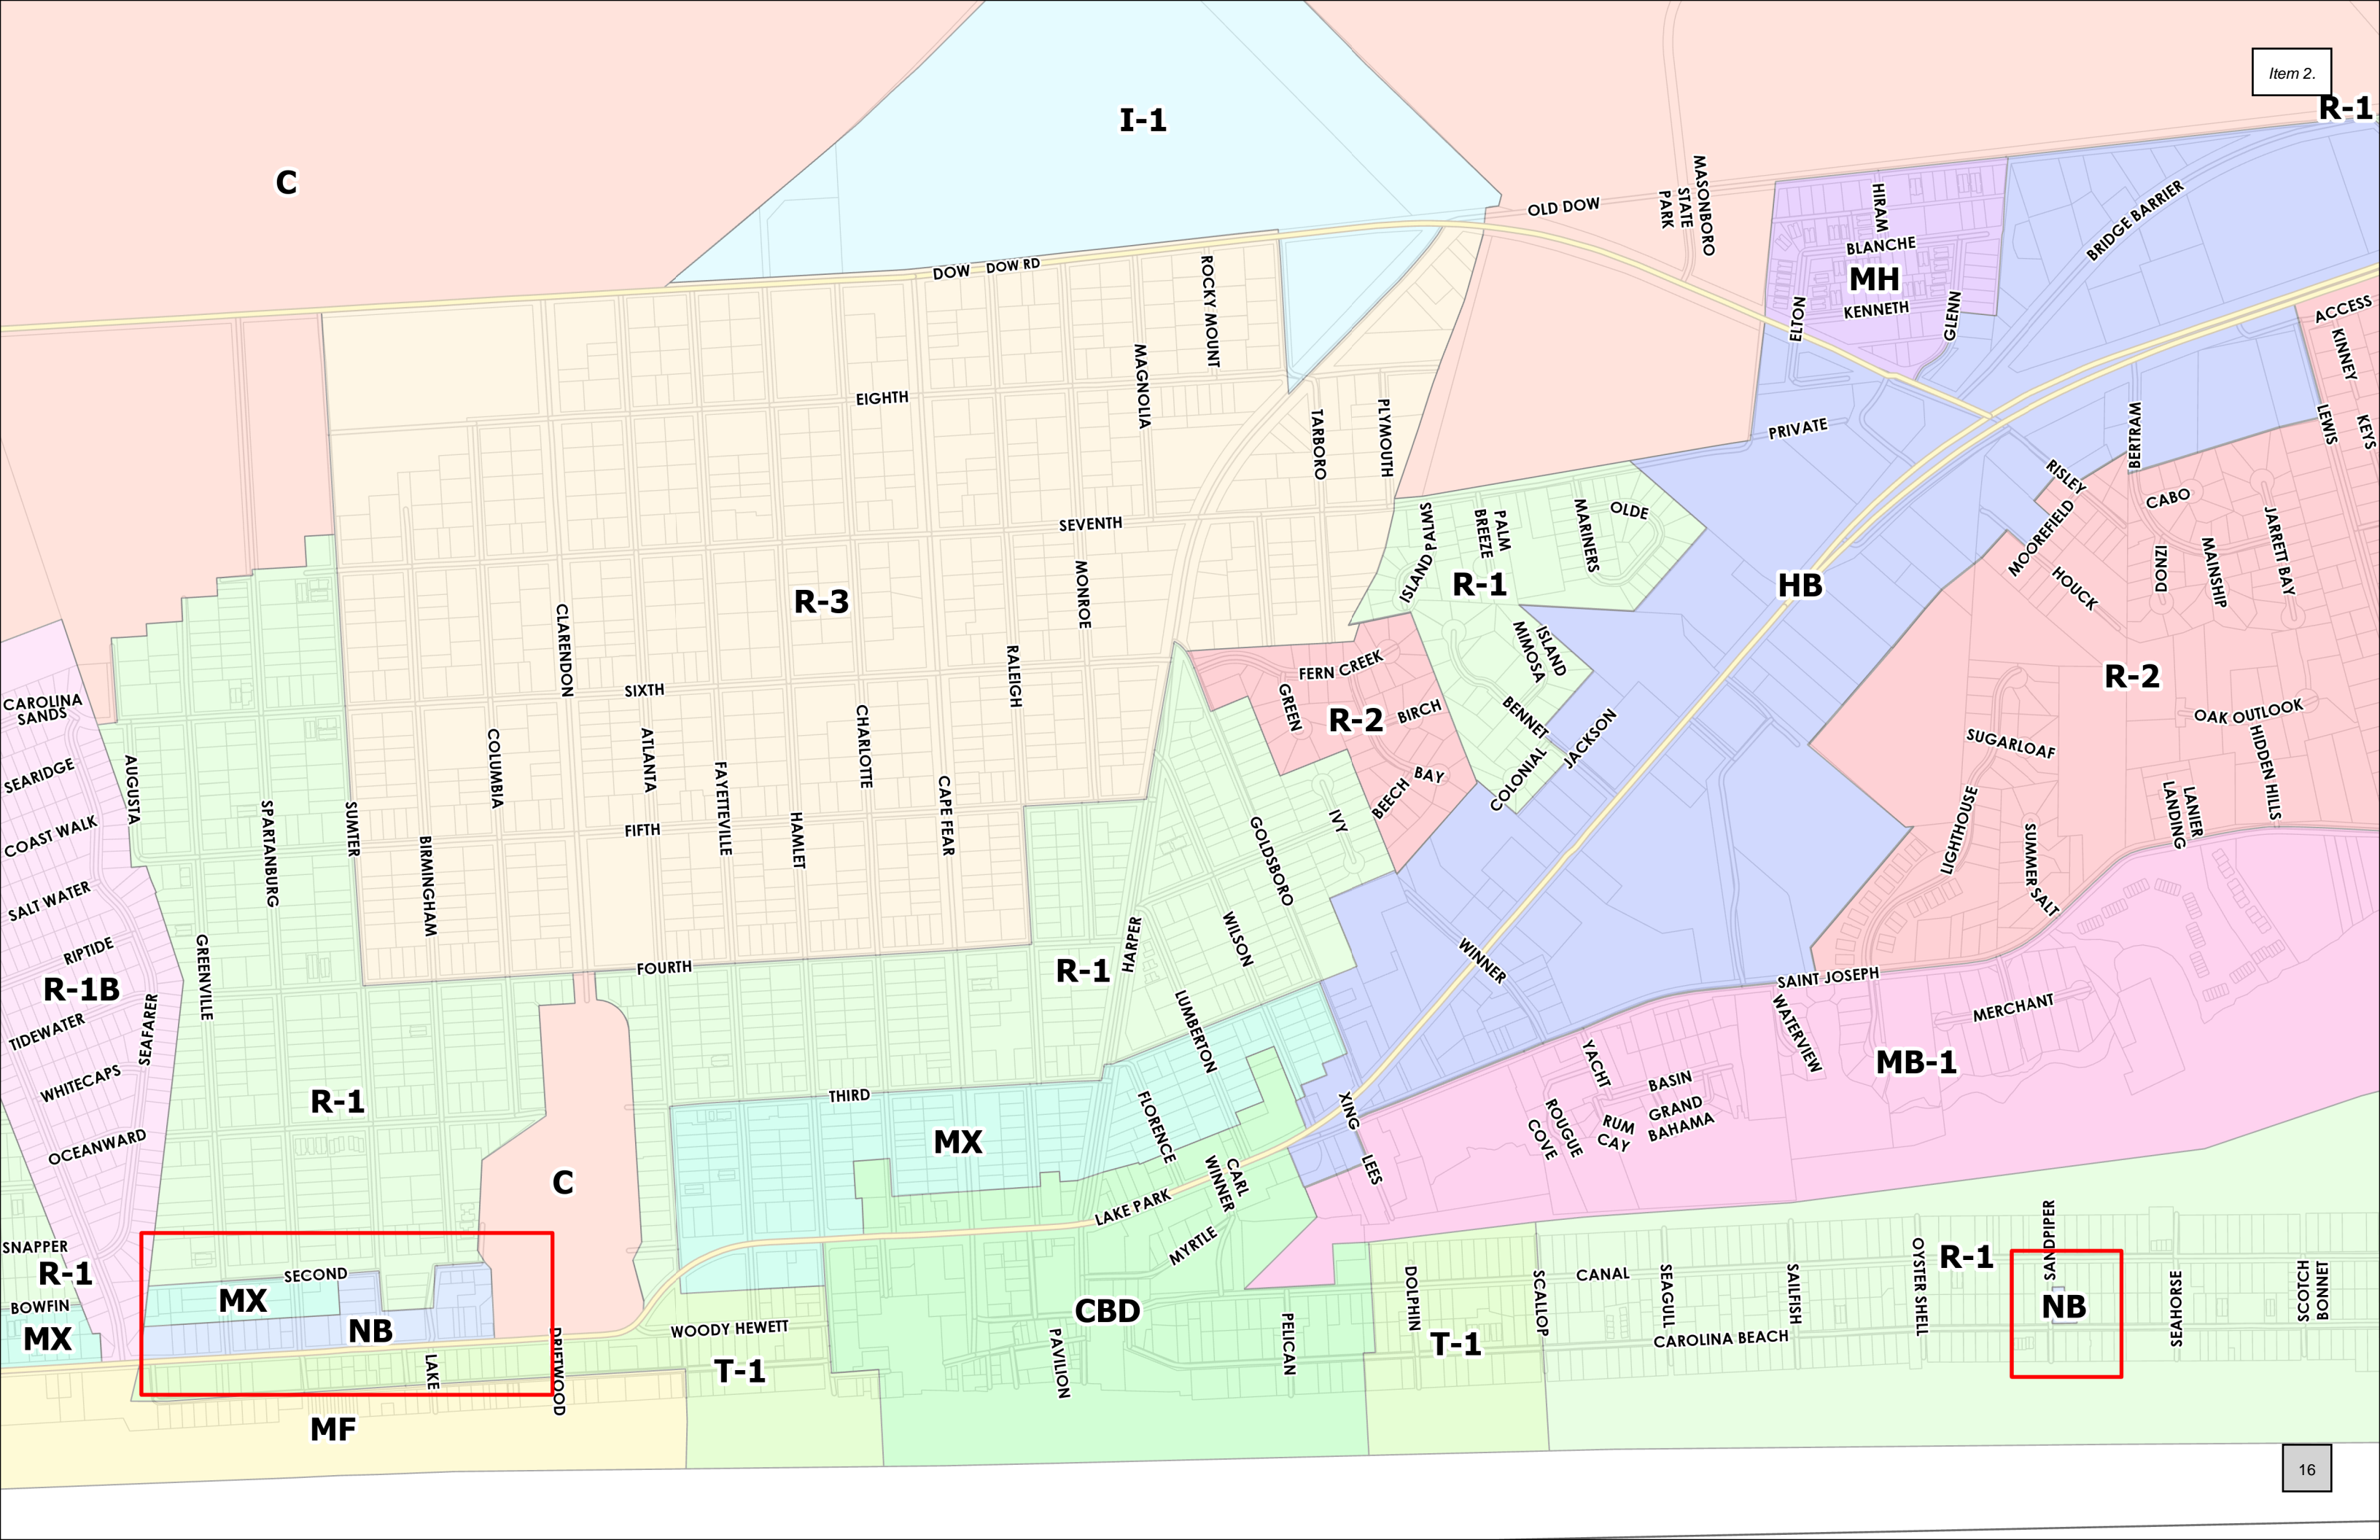 Item 2.
R-1
I-1
C
MASONBORO
STATE
PARK
OLD DOW
HIRAM
BLANCHE
MH
KENNETH
ELTON
GLENN
BRIDGE BARRIER
ACCESS
KINNEY
KEYS
LEWIS
DOW
DOW RD
ROCKY MOUNT
MAGNOLIA
EIGHTH
TARBORO
PLYMOUTH
PRIVATE
BERTRAM
RISLEY
CABO
MOOREFIELD
JARRETT BAY
DONIZI
MAINSHIP
HOUCK
SEVENTH
ISLAND PALMS
PALM
BREEZE
MARINERS
OLDE
R-1
HB
R-3
MONROE
CLARENDON
RALEIGH
ISLAND
MIMOSA
FERN CREEK
GREEN
R-2
BIRCH
BENNET
JACKSON
COLONIAL
BAY
BEECH
R-2
OAK OUTLOOK
SUGARLOAF
HIDDEN HILLS
LANIER
LANDING
LIGHTHOUSE
SUMMER SALT
SIXTH
CAROLINA
SANDS
SEARIDGE
AUGUSTA
COAST WALK
SPARTANBURG
SUMTER
COLUMBIA
ATLANTA
FAYETTEVILLE
CHARLOTTE
CAPE FEAR
FIFTH
HAMLET
BIRMINGHAM
IVY
GOLDSBORO
WILSON
HARPER
SALT WATER
RIPTIDE
R-1B
GREENVILLE
TIDEWATER
SEAFARER
WHITECAPS
OCEANWARD
FOURTH
R-1
LUMBERTON
WINNER
SAINT JOSEPH
WATERVIEW
MERCHANT
MB-1
YACHT
BASIN
GRAND
BAHAMA
RUM
CAY
ROUGUE
COVE
XING
LEES
R-1
THIRD
MX
FLORENCE
C
CARL
WINNER
LAKE PARK
MYRTLE
SNAPPER
R-1
BOWFIN
MX
SECOND
MX
NB
LAKE
DRIFTWOOD
WOODY HEWETT
T-1
MF
CBD
PAVILION
PELICAN
DOLPHIN
T-1
SCALLOP
CANAL
SEAGULL
CAROLINA BEACH
SAILFISH
OYSTER SHELL
R-1
SANDPIPER
NB
SEAHORSE
SCOTCH
BONNET
16